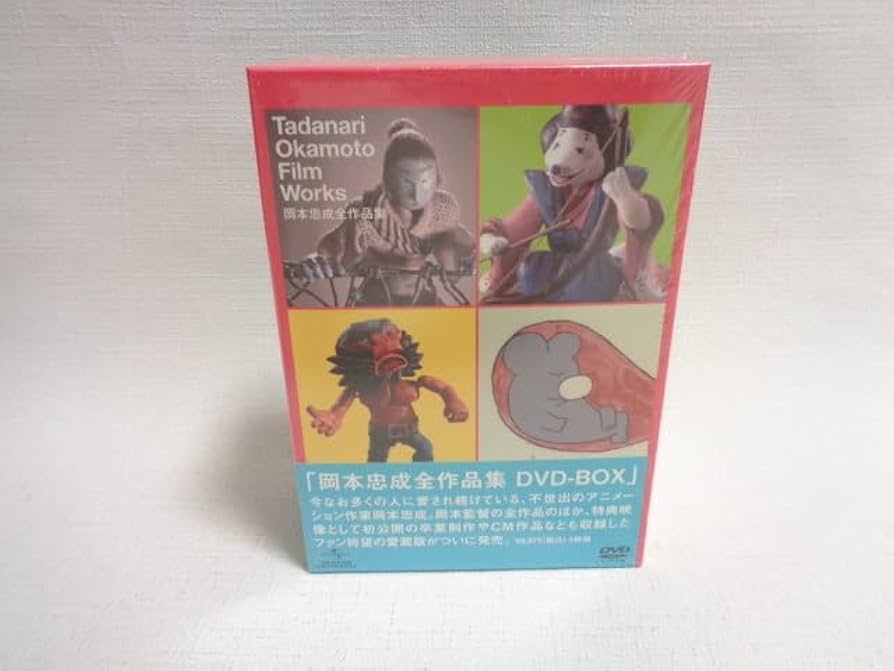 Tadanari
Okamoto
Film
Works
岡本忠成全作品集
「岡本忠成全作品集 DVD-BOX」
今なお多くの人に愛され続けている、不世出のアニメー
ション作家岡本忠成。岡本監督の全作品のほか、特典映
像として初公開の卒業制作やCM作品なども収録した
ファン待望の愛蔵版がついに発売。
DVD